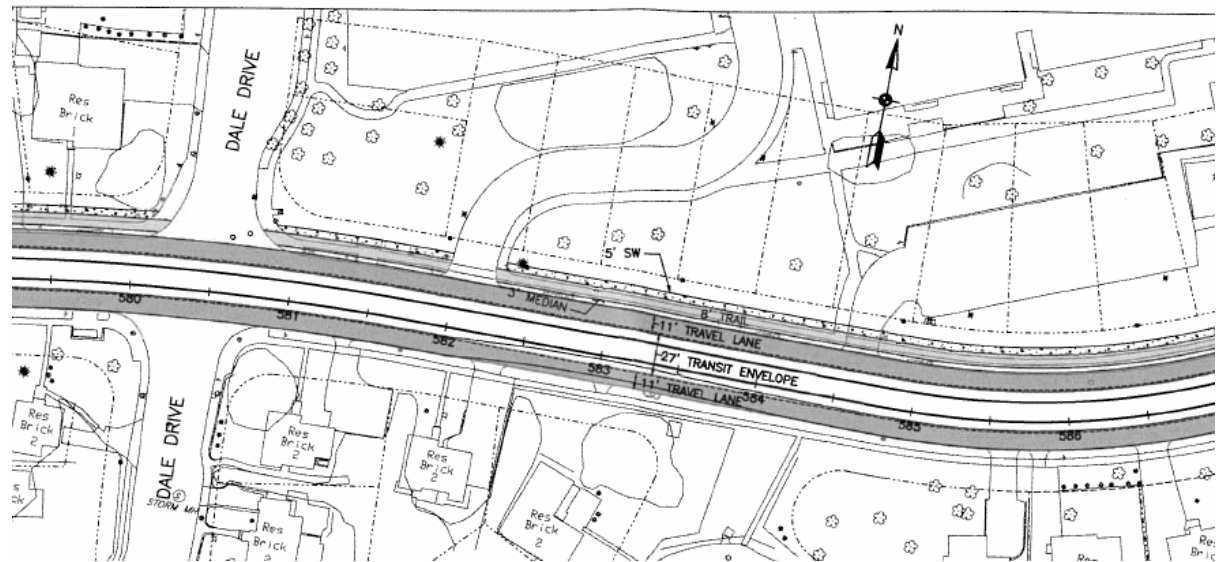 N
DALE DRIVE
Res
Brick
5' SW
3' MEDIAN
8' TRAIL
11' TRAVEL LANE
27' TRANSIT ENVELOPE
11' TRAVEL LANE
580
581
582
583
584
585
586
DALE DRIVE
STORM MH
S
Res
Brick
2
Res
Brick
2
Res
Brick
2
Res
Brick
2
Res
Brick
2
Res
Res